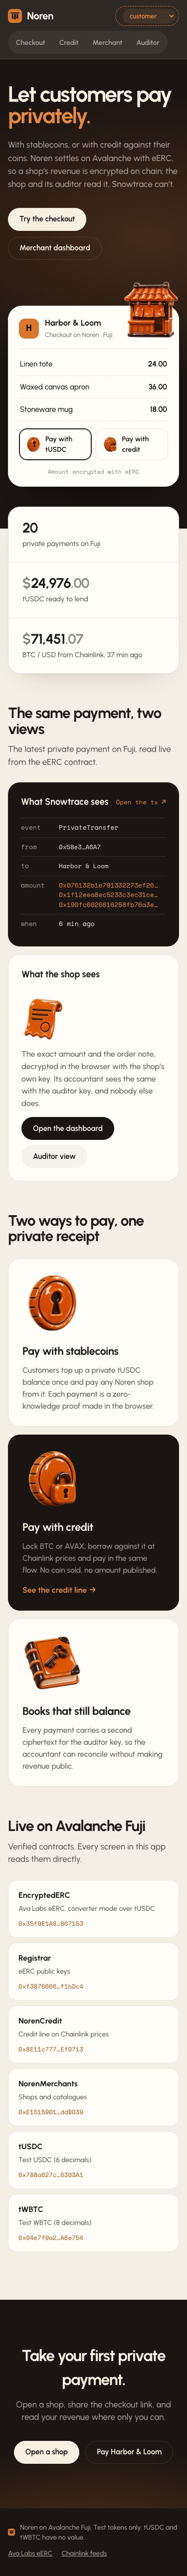 Noren
customer
Checkout Credit Merchant Auditor
Let customers pay
privately.
With stablecoins, or with credit against their
coins. Noren settles on Avalanche with eERC,
so a shop's revenue is encrypted on chain: the
shop and its auditor read it, Snowtrace can't.
Try the checkout
Merchant dashboard
H
Harbor & Loom
Checkout on Noren · Fuji
Linen tote 24.00
Waxed canvas apron 36.00
Stoneware mug 18.00
Pay with
tUSDC
Pay with
credit
Amount encrypted with eERC
20
private payments on Fuji
$24,976.00
tUSDC ready to lend
$71,451.07
BTC / USD from Chainlink, 37 min ago
The same payment, two
views
The latest private payment on Fuji, read live
from the eERC contract.
What Snowtrace sees Open the tx ↗
event PrivateTransfer
from 0x58e3…A6A7
to Harbor & Loom
amount
when 6 min ago
What the shop sees
The exact amount and the order note,
decrypted in the browser with the shop's
own key. Its accountant sees the same
with the auditor key, and nobody else
does.
Open the dashboard
Auditor view
Two ways to pay, one
private receipt
Pay with stablecoins
Customers top up a private tUSDC
balance once and pay any Noren shop
from it. Each payment is a zero-
knowledge proof made in the browser.
Pay with credit
Lock BTC or AVAX, borrow against it at
Chainlink prices and pay in the same
flow. No coin sold, no amount published.
See the credit line →
Books that still balance
Every payment carries a second
ciphertext for the auditor key, so the
accountant can reconcile without making
revenue public.
Live on Avalanche Fuji
Verified contracts. Every screen in this app
reads them directly.
EncryptedERC
Ava Labs eERC, converter mode over tUSDC
0x35f9E1A8…867153
Registrar
eERC public keys
0xf3876666…f1bDc4
NorenCredit
Credit line on Chainlink prices
0x8E11c777…Ef0713
NorenMerchants
Shops and catalogues
0xE1515901…ddB039
tUSDC
Test USDC (6 decimals)
0x788a627c…6303A1
tWBTC
Test WBTC (8 decimals)
0x04e7f9a2…A6e754
Take your first private
payment.
Open a shop, share the checkout link, and
read your revenue where only you can.
Open a shop
Pay Harbor & Loom
Noren on Avalanche Fuji. Test tokens only: tUSDC and
tWBTC have no value.
Ava Labs eERC Chainlink feeds